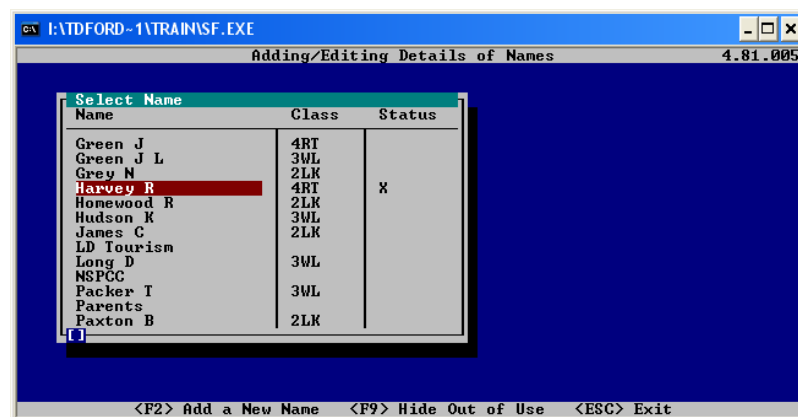 I:\TDFORD~1\TRAIN\SF.EXE
Adding/Editing Details of Names 4.81.005
Select Name
Name Class Status
Green J 4RT
Green J L 3WL
Grey N 2LK
Harvey R 4RT X
Homewood R 2LK
Hudson K 3WL
James C 2LK
LD Tourism
Long D 3WL
NSPCC
Packer T 3WL
Parents
Paxton B 2LK
[ ]
<F2> Add a New Name <F9> Hide Out of Use <ESC> Exit